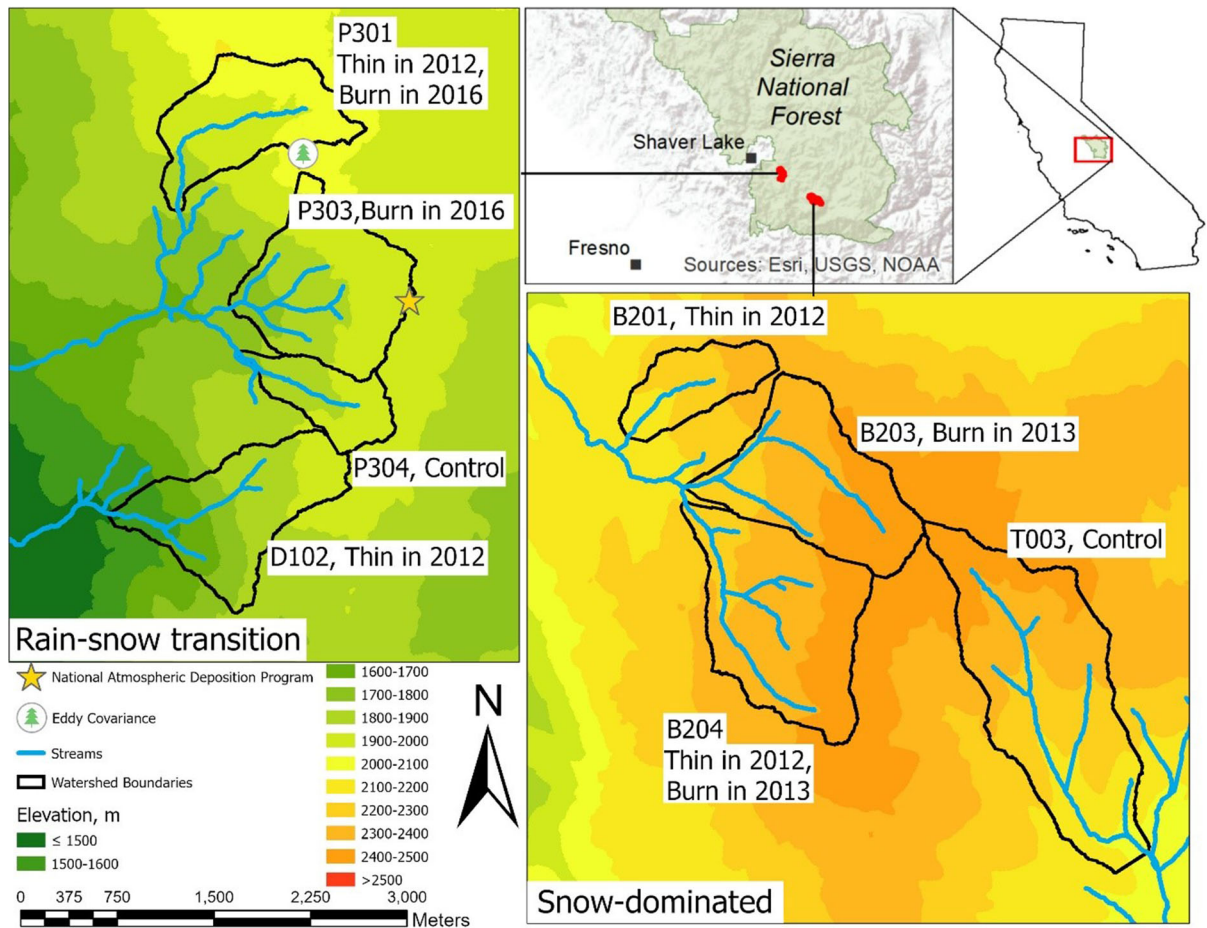 P301
Thin in 2012,
Burn in 2016
P303,Burn in 2016
P304, Control
D102, Thin in 2012
Rain-snow transition
Sierra
National
Forest
Shaver Lake
Fresno
Sources: Esri, USGS, NOAA
B201, Thin in 2012
B203, Burn in 2013
T003, Control
B204
Thin in 2012,
Burn in 2013
Snow-dominated
National Atmospheric Deposition Program
Eddy Covariance
Streams
Watershed Boundaries
Elevation, m
≤ 1500
1500-1600
1600-1700
1700-1800
1800-1900
1900-2000
2000-2100
2100-2200
2200-2300
2300-2400
2400-2500
>2500
N
0 375 750 1,500 2,250 3,000
Meters